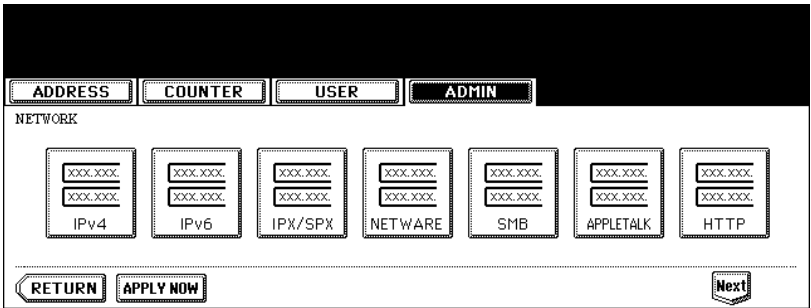 ADDRESS COUNTER USER ADMIN
NETWORK
XXX.XXX. XXX.XXX. XXX.XXX. XXX.XXX. XXX.XXX. XXX.XXX. XXX.XXX.
XXX.XXX. XXX.XXX. XXX.XXX. XXX.XXX. XXX.XXX. XXX.XXX. XXX.XXX.
IPv4 IPv6 IPX/SPX NETWARE SMB APPLETALK HTTP
RETURN APPLY NOW Next